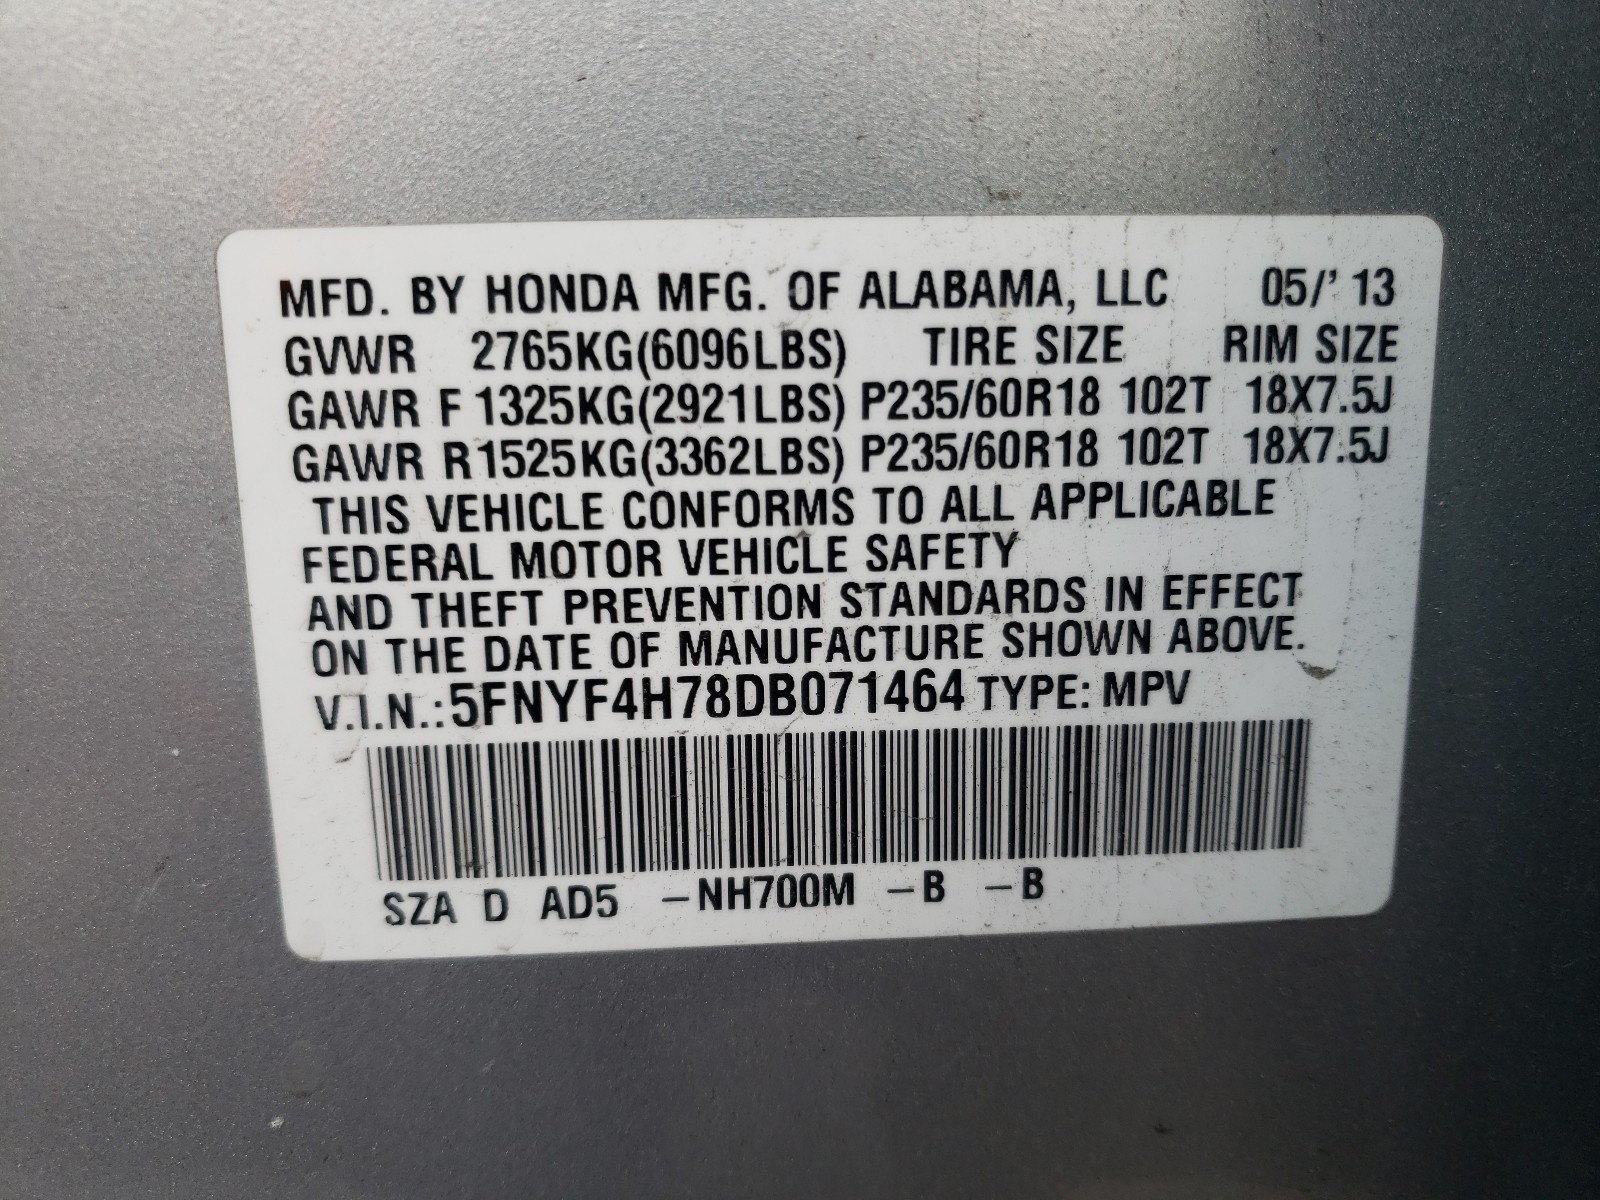 MFD. BY HONDA MFG. OF ALABAMA, LLC 05/' 13
GVWR 2765KG(6096LBS) TIRE SIZE RIM SIZE
GAWR F 1325KG(2921LBS) P235/60R18 102T 18X7.5J
GAWR R1525KG(3362LBS) P235/60R18 102T 18X7.5J
THIS VEHICLE CONFORMS TO ALL APPLICABLE
FEDERAL MOTOR VEHICLE SAFETY
AND THEFT PREVENTION STANDARDS IN EFFECT
ON THE DATE OF MANUFACTURE SHOWN ABOVE.
V.I.N.:5FNYF4H78DB071464 TYPE: MPV
SZA D AD5 –NH700M –B –B